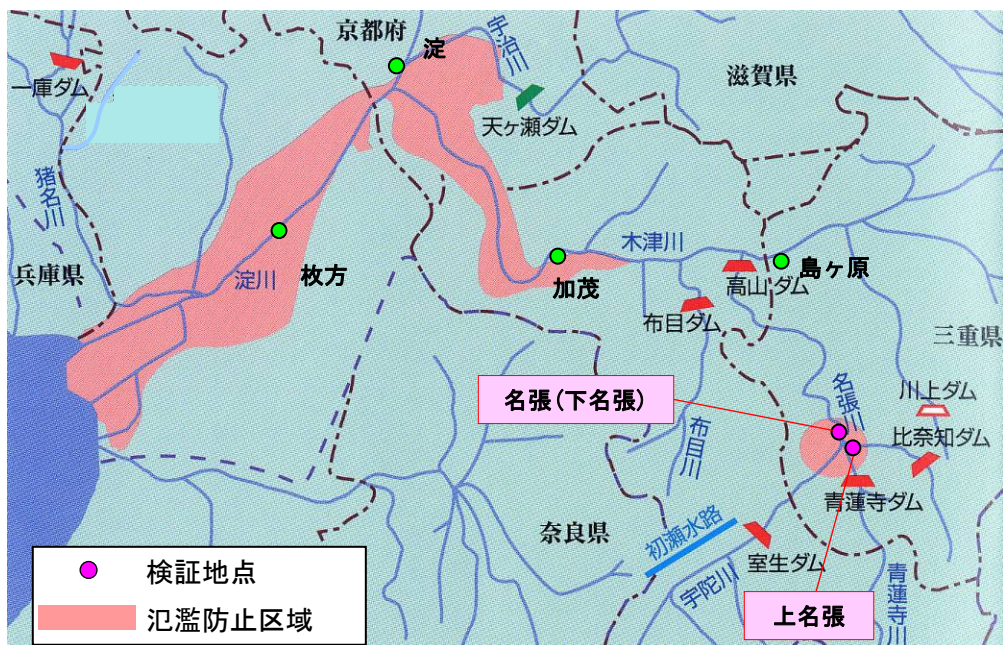 京都府
淀
宇治川
滋賀県
一庫ダム
天ヶ瀬ダム
猪名川
兵庫県
淀川
枚方
加茂
木津川
高山ダム
島ヶ原
布目ダム
三重県
名張(下名張)
名張川
川上ダム
比奈知ダム
布目川
青蓮寺ダム
奈良県
初瀬水路
室生ダム
宇陀川
青蓮寺川
上名張
検証地点
氾濫防止区域